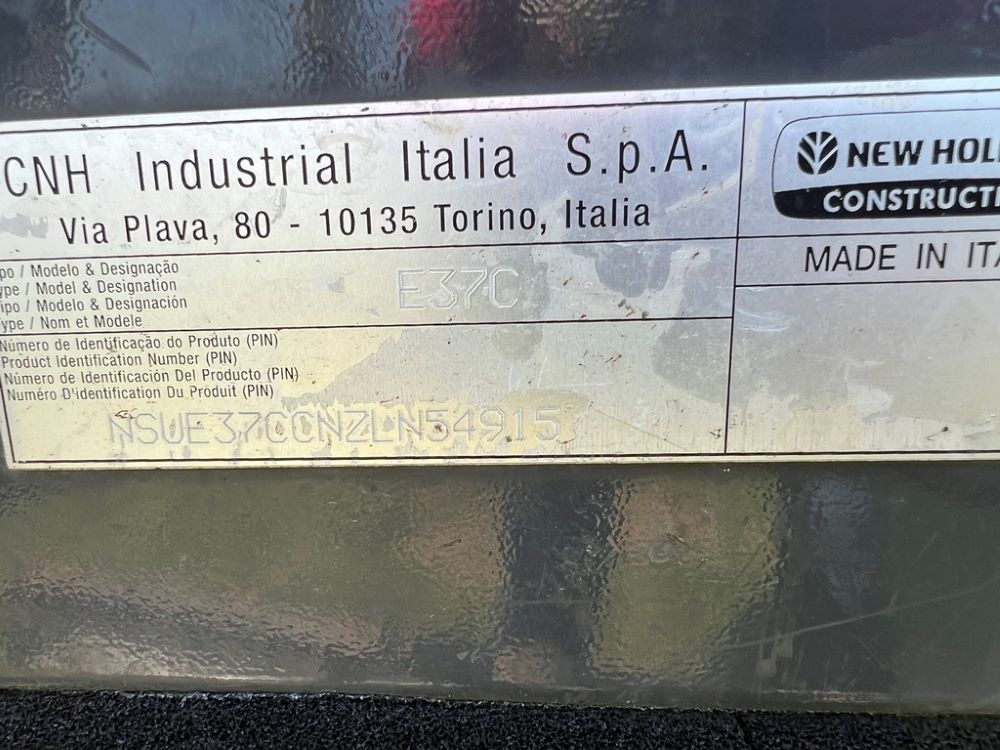 CNH Industrial Italia S.p.A.
Via Plava, 80 - 10135 Torino, Italia
NEW HOLL
CONSTRUCTI
MADE IN ITA
po / Modelo & Designação
ype / Model & Designation
ipo / Modelo & Designación
ype / Nom et Modele
E37C
Número de Identificação do Produto (PIN)
Product Identification Number (PIN)
Número de Identificación Del Producto (PIN)
Numéro D'identification Du Produit (PIN)
NSUE37CCNZLN54915